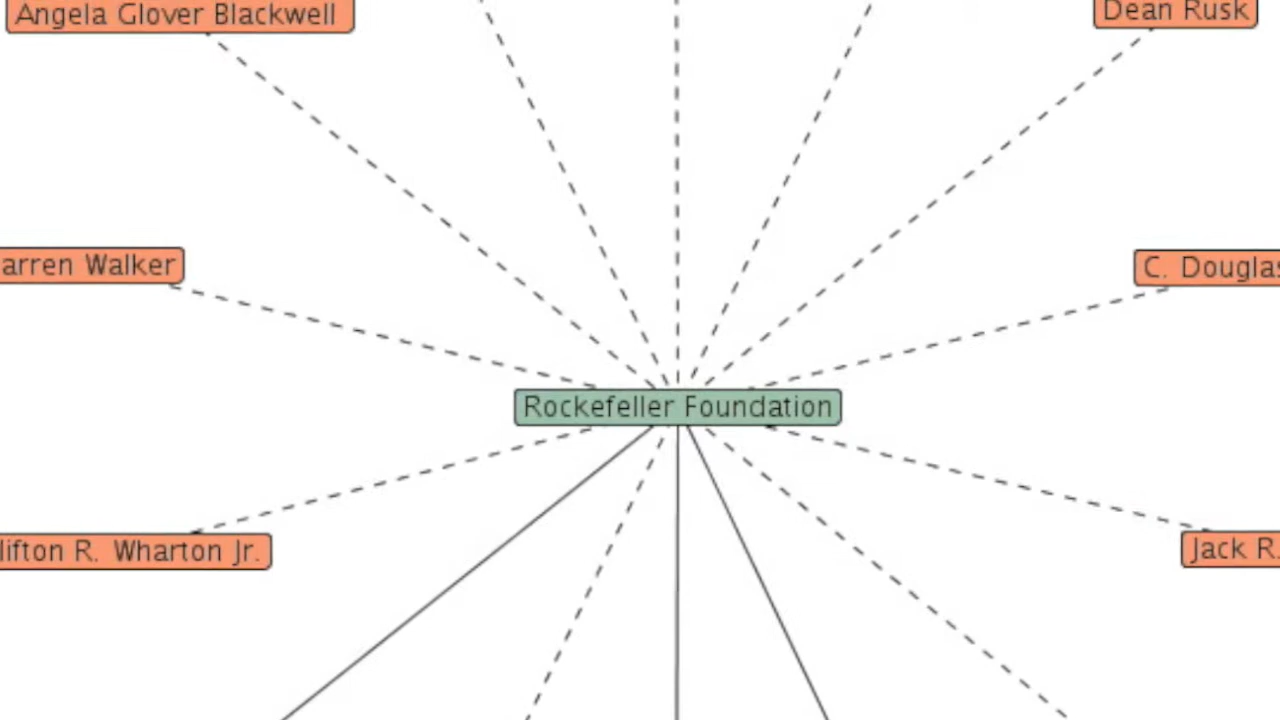 Angela Glover Blackwell
Dean Rusk
arren Walker
C. Douglas
Rockefeller Foundation
lifton R. Wharton Jr.
Jack R.